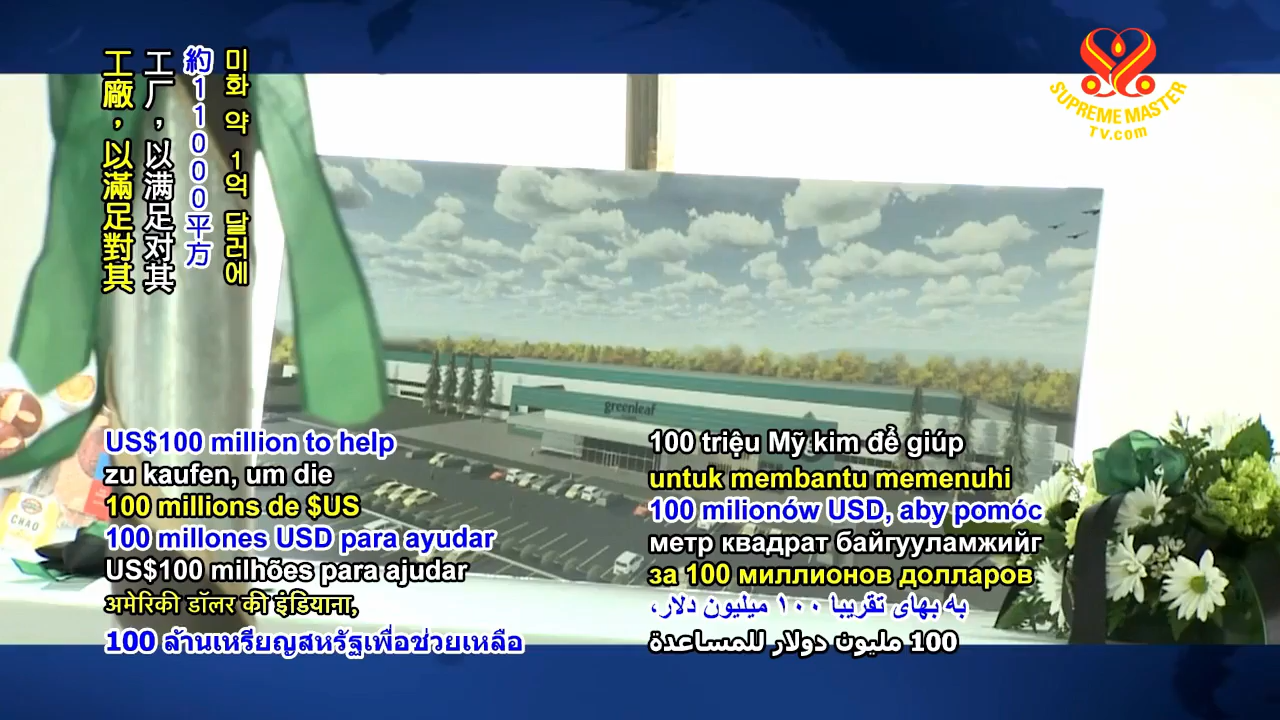 工廠，以滿足對其
工厂，以满足对其
約11000平方
미화 약 1억 달러에
SUPREME MASTER
TV.com
greenleaf
CHAO
US$100 million to help
zu kaufen, um die
100 millions de $US
100 millones USD para ayudar
US$100 milhões para ajudar
अमेरिकी डॉलर की इंडियाना,
100 ล้านเหรียญสหรัฐเพื่อช่วยเหลือ
100 triệu Mỹ kim để giúp
untuk membantu memenuhi
100 milionów USD, aby pomóc
метр квадрат байгууламжийг
за 100 миллионов долларов
به بهای تقریبا ۱۰۰ میلیون دلار،
100 مليون دولار للمساعدة